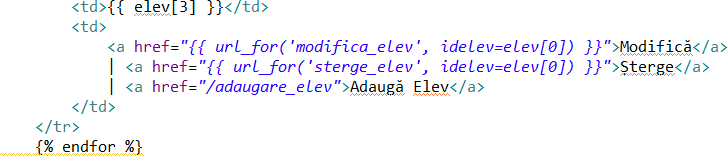 <td>{{ elev[3] }}</td>
<td>
<a href="{{ url_for('modifica_elev', idelev=elev[0]) }}">Modifică</a>
| <a href="{{ url_for('sterge_elev', idelev=elev[0]) }}">Șterge</a>
| <a href="/adaugare_elev">Adaugă Elev</a>
</td>
</tr>
{% endfor %}